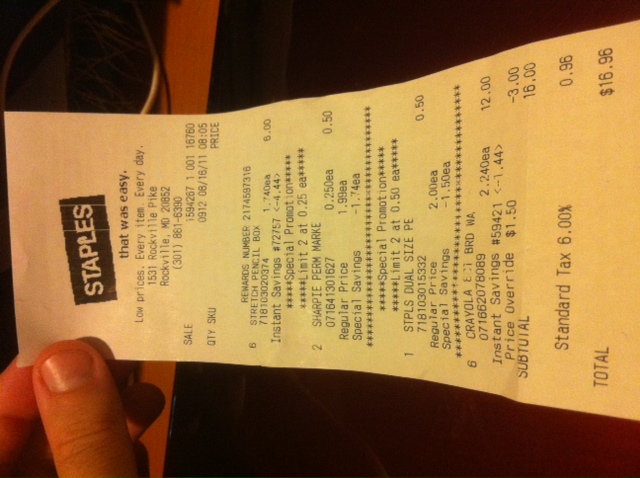 STAPLES
that was easy.
Low prices. Every item. Every day.
1531 Rockville Pike
Rockville, MD 20852
(301) 881-6390
SALE 1594267 1 001 16760
0912 08/16/11 08:05
QTY SKU PRICE
REWARDS NUMBER 2174597316
6 STRETCH PENCIL BOX
718103020374 1.740ea 6.00
Instant Savings #72757 <-4.44>
*****Special Promotion*****
*****Limit 2 at 0.25 ea*****
2 SHARPIE PERM MARKE
071641301627 0.250ea 0.50
Regular Price 1.99ea
Special Savings -1.74ea
**************************************
*****Special Promotion*****
*****Limit 2 at 0.50 ea*****
1 STPLS DUAL SIZE PE
718103015332 0.50
Regular Price 2.00ea
Special Savings -1.50ea
**************************************
6 CRAYOLA BRD WA
071662078089 2.240ea 12.00
Instant Savings #59421 <-1.44>
Price Override $1.50 -3.00
SUBTOTAL 16.00
Standard Tax 6.00% 0.96
TOTAL $16.96